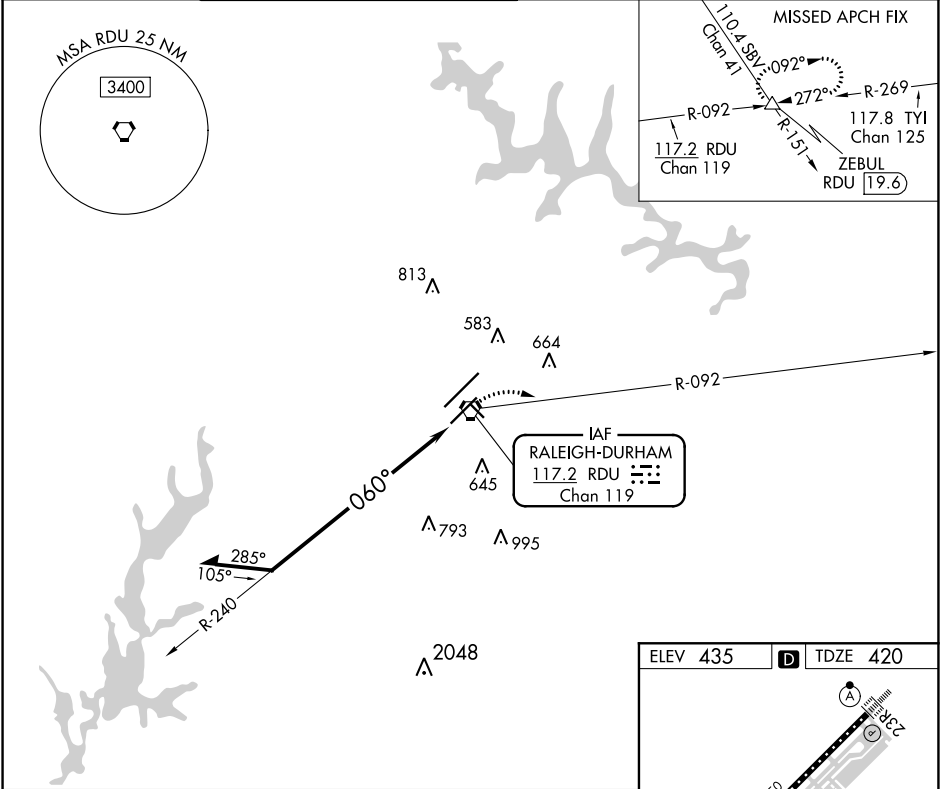 MSA RDU 25 NM
3400
MISSED APCH FIX
110.4 SBV
Chan 41
092°
272°
R-269
R-092
117.8 TYI
Chan 125
117.2 RDU
Chan 119
R-151
ZEBUL
RDU 19.6
813
583
664
R-092
IAF
RALEIGH-DURHAM
117.2 RDU
Chan 119
645
060°
793
995
285°
105°
R-240
2048
ELEV 435
D
TDZE 420
A
23R
P